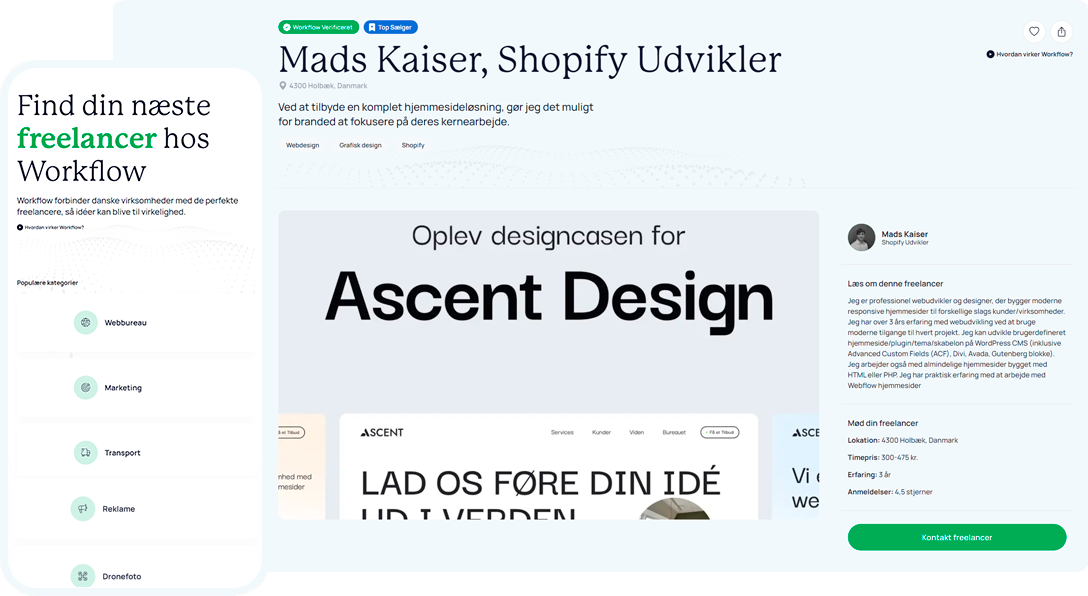 Find din næste
freelancer hos
Workflow
Workflow forbinder danske virksomheder med de perfekte
freelancere, så idéer kan blive til virkelighed.
Hvordan virker Workflow?
Populære kategorier
Webbureau
Marketing
Transport
Reklame
Dronefoto
Workflow Verificeret
Top Sælger
Mads Kaiser, Shopify Udvikler
4300 Holbæk, Danmark
Ved at tilbyde en komplet hjemmesideløsning, gør jeg det muligt
for branded at fokusere på deres kernearbejde.
Webdesign Grafisk design Shopify
Hvordan virker Workflow?
Oplev designcasen for
Ascent Design
å et Tilbud
nhed med
mesider
ASCENT
Services Kunder Viden Bureauet Få et Tilbud
LAD OS FØRE DIN IDÉ
UD I VERDEN
ASCE
Vi
we
Mads Kaiser
Shopify Udvikler
Læs om denne freelancer
Jeg er professionel webudvikler og designer, der bygger moderne
responsive hjemmesider til forskellige slags kunder/virksomheder.
Jeg har over 3 års erfaring med webudvikling ved at bruge
moderne tilgange til hvert projekt. Jeg kan udvikle brugerdefineret
hjemmeside/plugin/tema/skabelon på WordPress CMS (inklusive
Advanced Custom Fields (ACF), Divi, Avada, Gutenberg blokke).
Jeg arbejder også med almindelige hjemmesider bygget med
HTML eller PHP. Jeg har praktisk erfaring med at arbejde med
Webflow hjemmesider
Mød din freelancer
Lokation: 4300 Holbæk, Danmark
Timepris: 300-475 kr.
Erfaring: 3 år
Anmeldelser: 4,5 stjerner
Kontakt freelancer